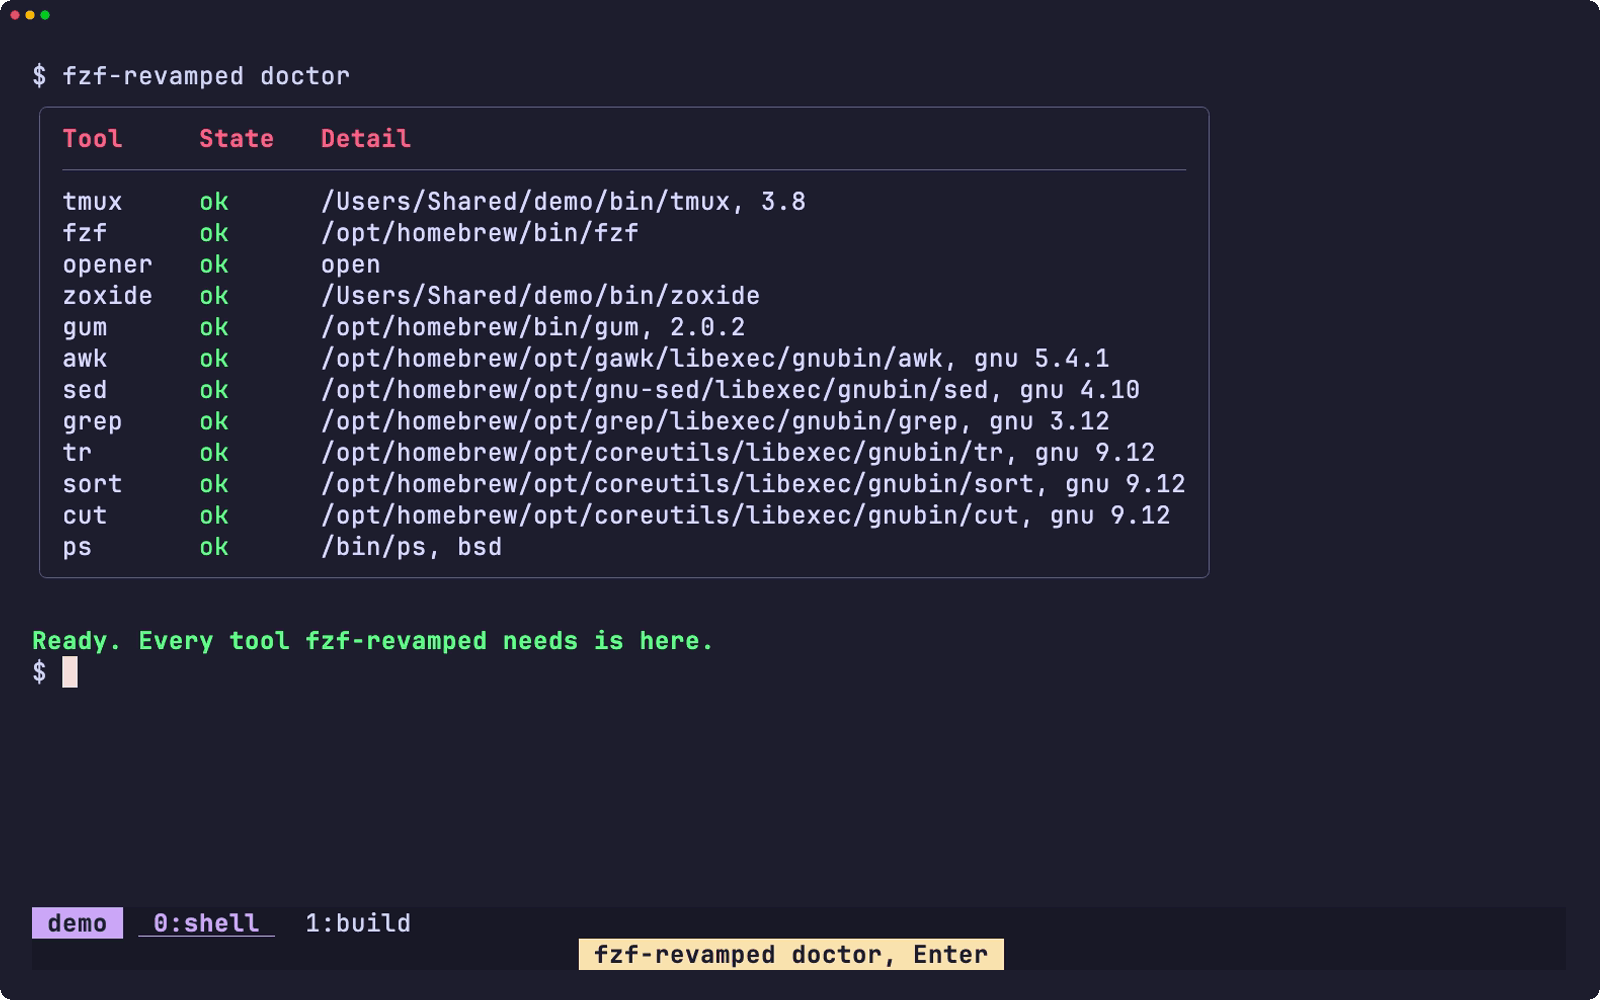 $ fzf-revamped doctor
Tool State Detail
tmux ok /Users/Shared/demo/bin/tmux, 3.8
fzf ok /opt/homebrew/bin/fzf
opener ok open
zoxide ok /Users/Shared/demo/bin/zoxide
gum ok /opt/homebrew/bin/gum, 2.0.2
awk ok /opt/homebrew/opt/gawk/libexec/gnubin/awk, gnu 5.4.1
sed ok /opt/homebrew/opt/gnu-sed/libexec/gnubin/sed, gnu 4.10
grep ok /opt/homebrew/opt/grep/libexec/gnubin/grep, gnu 3.12
tr ok /opt/homebrew/opt/coreutils/libexec/gnubin/tr, gnu 9.12
sort ok /opt/homebrew/opt/coreutils/libexec/gnubin/sort, gnu 9.12
cut ok /opt/homebrew/opt/coreutils/libexec/gnubin/cut, gnu 9.12
ps ok /bin/ps, bsd
Ready. Every tool fzf-revamped needs is here.
$
demo 0:shell 1:build
fzf-revamped doctor, Enter